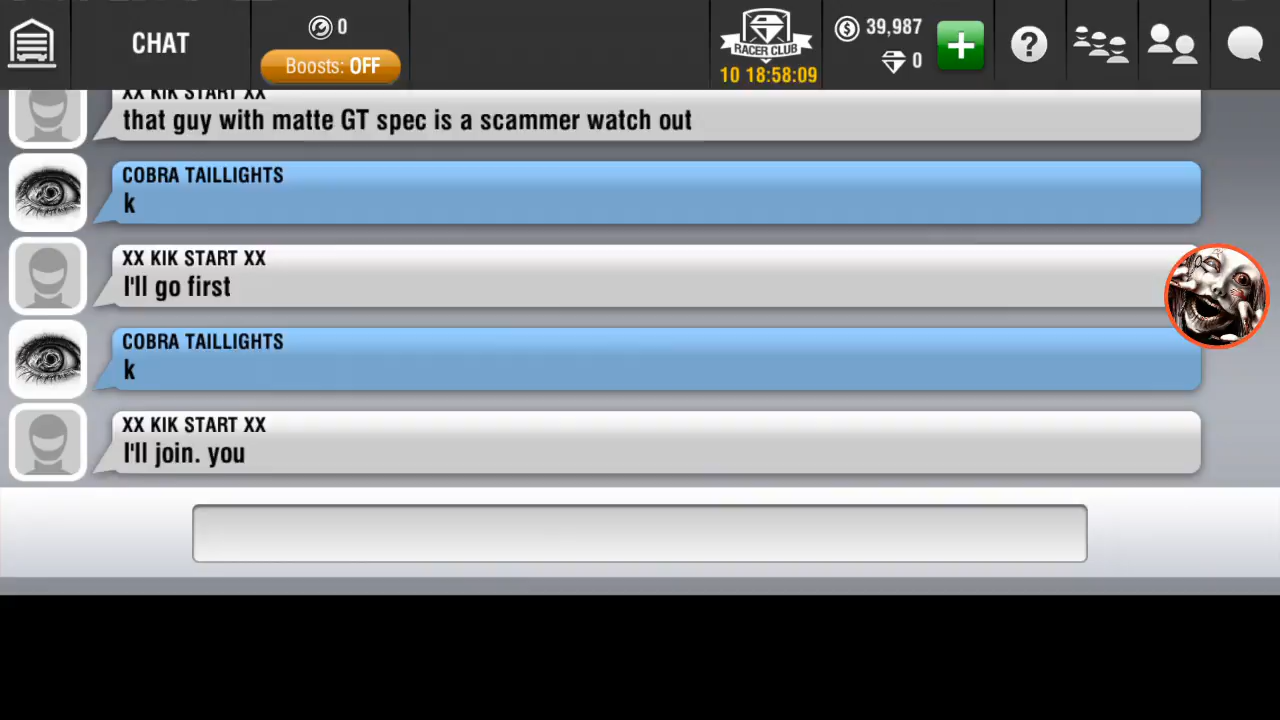 CHAT
0
Boosts: OFF
RACER CLUB
10 18:58:09
39,987
0
?
XX KIK START XX
that guy with matte GT spec is a scammer watch out
COBRA TAILLIGHTS
k
XX KIK START XX
I'll go first
COBRA TAILLIGHTS
k
XX KIK START XX
I'll join. you